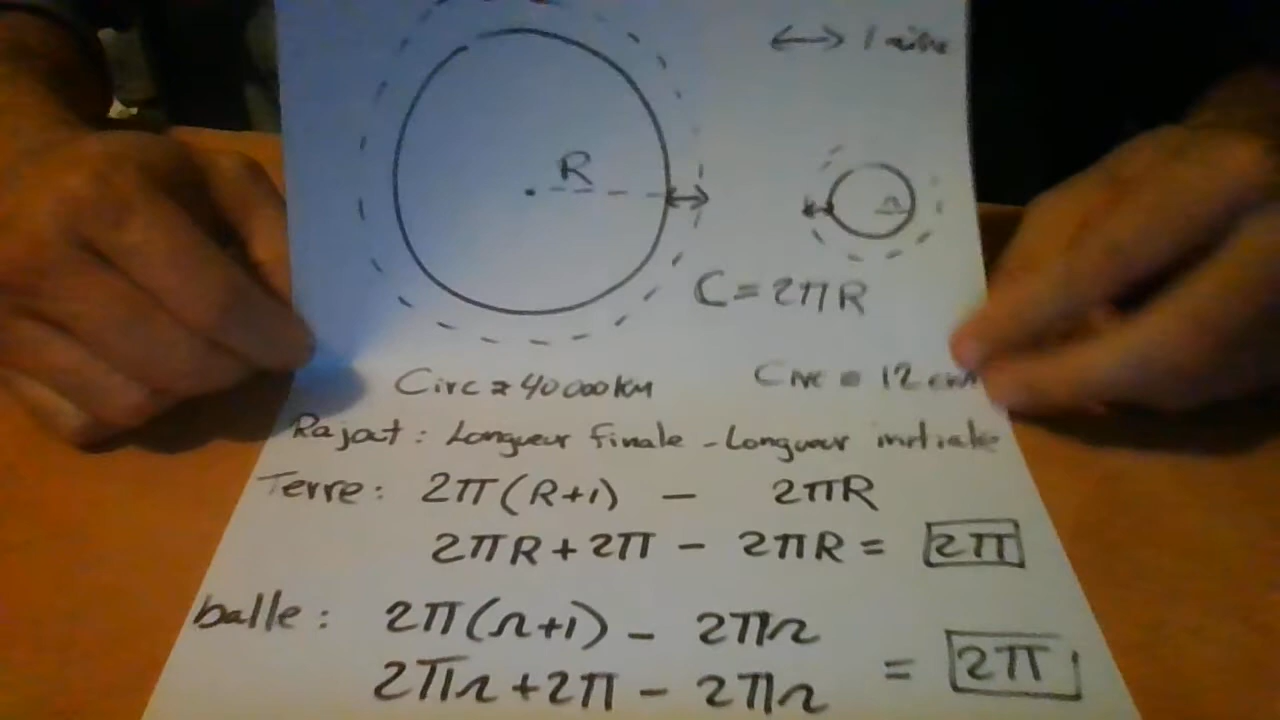 R
↔ 1 mètre
r
C = 2πR
Circ ≈ 40 000 km
Circ = 12 cm
Rajout : Longueur finale - Longueur initiale
Terre : 2π(R+1) - 2πR
2πR + 2π - 2πR = 2π
balle : 2π(r+1) - 2πr
2πr + 2π - 2πr = 2π